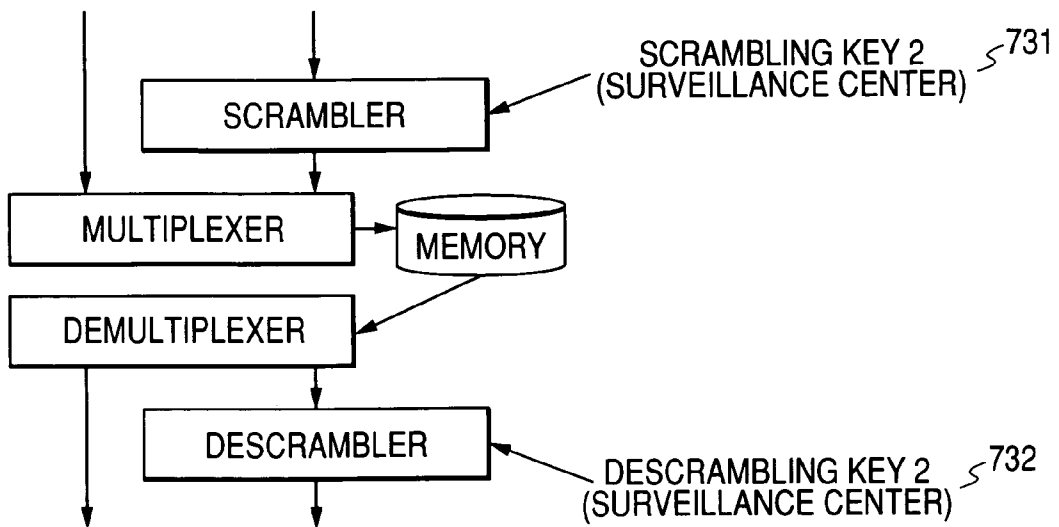 SCRAMBLING KEY 2
(SURVEILLANCE CENTER)
731
SCRAMBLER
MULTIPLEXER
MEMORY
DEMULTIPLEXER
DESCRAMBLER
DESCRAMBLING KEY 2
(SURVEILLANCE CENTER)
732